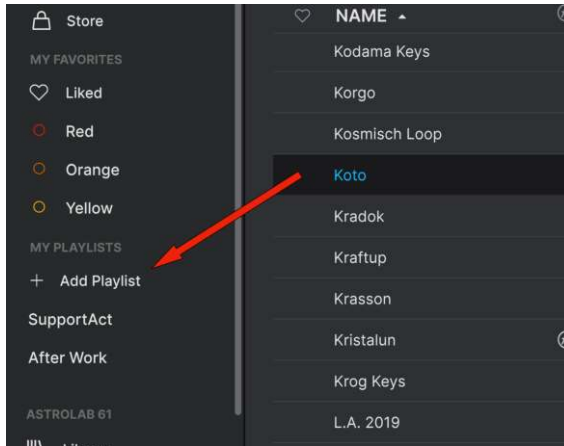 Store
MY FAVORITES
Liked
Red
Orange
Yellow
MY PLAYLISTS
+ Add Playlist
SupportAct
After Work
ASTROLAB 61
NAME
Kodama Keys
Korgo
Kosmisch Loop
Koto
Kradok
Kraftup
Krasson
Kristalun
Krog Keys
L.A. 2019